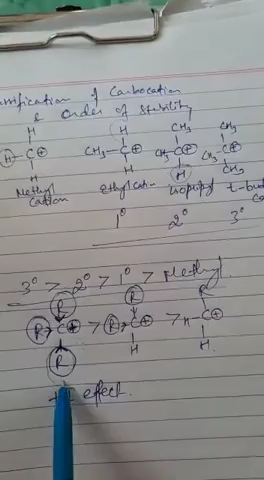 Classification of Carbocation
& order of stability
H H CH3 CH3
H-C⊕ CH3-C⊕ CH3-C⊕ CH3-C⊕
H H H CH3
Methyl Ethyl Cation isopropyl t-but
Cation
1° 2° 3°
3° > 2° > 1° > Methyl
R R R
R→C⊕ > R→C⊕ > H-C⊕
R H H
effect.